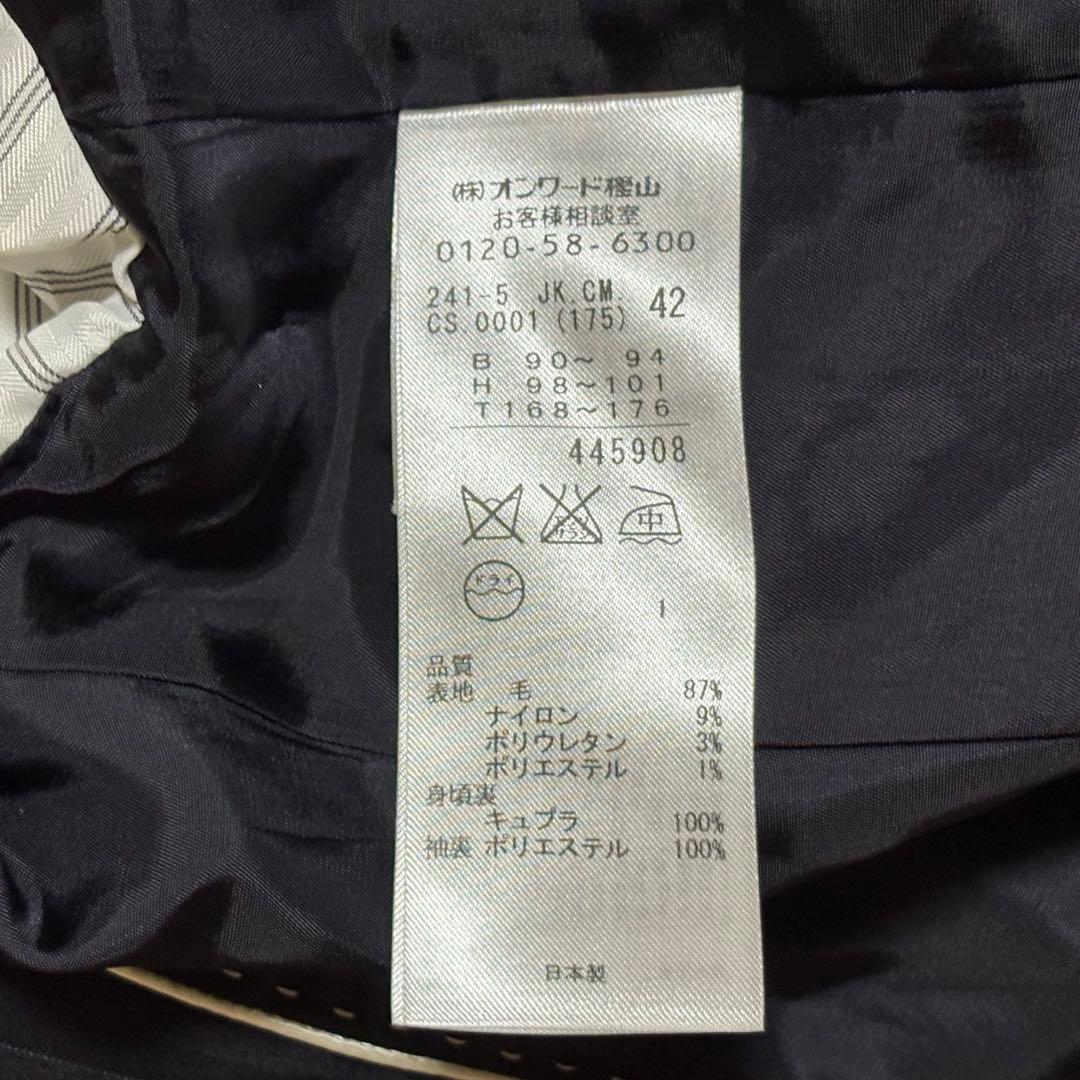 (株)オンワード樫山
お客様相談室
0120-58-6300
241-5 JK.CM. 42
CS.0001(175)
B 90～ 94
H 98～101
T168～176
445908
ハ
サラシ
中
ドライ
品質
表地 毛 87%
ナイロン 9%
ポリウレタン 3%
ポリエステル 1%
身頃裏
キュプラ 100%
袖裏 ポリエステル 100%
日本製